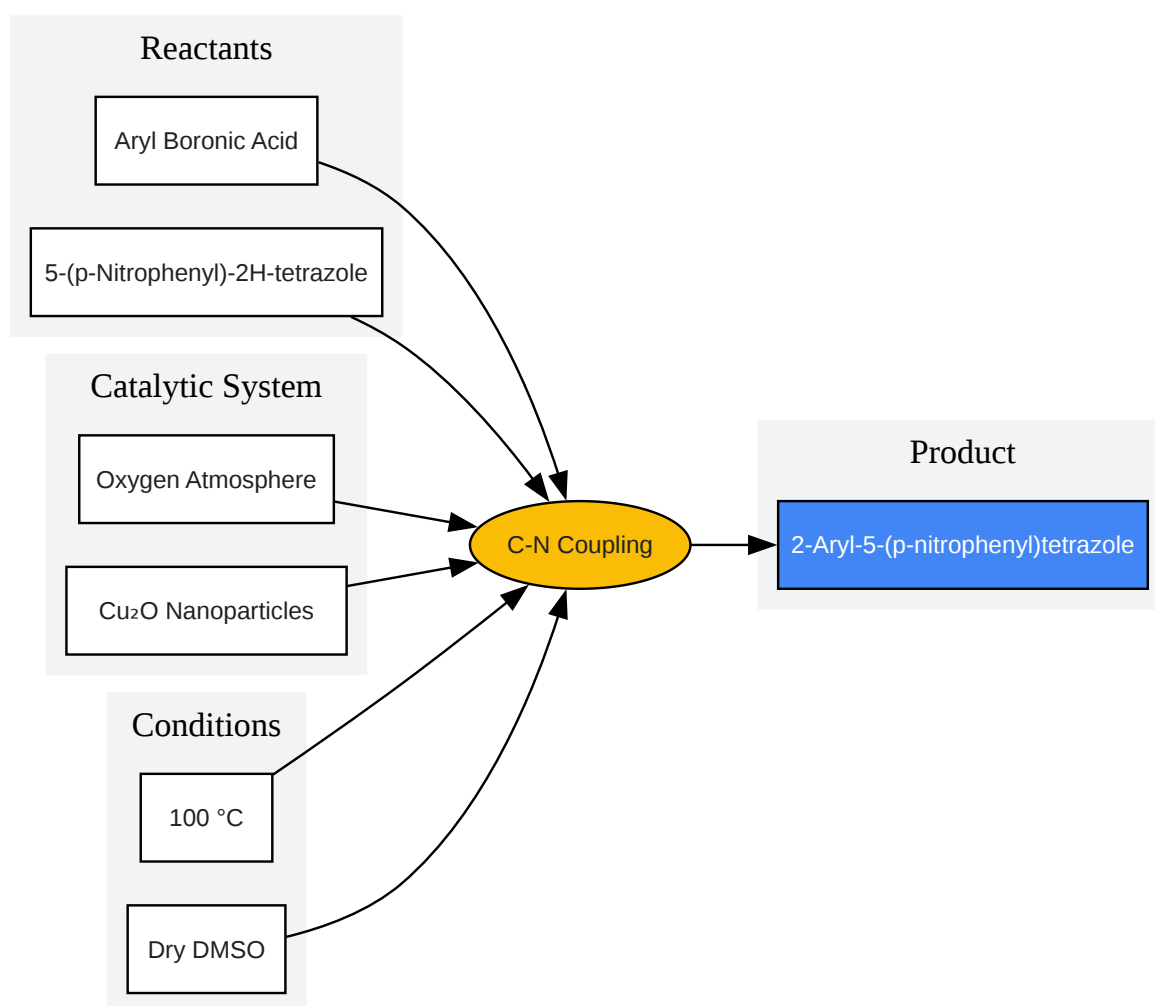 Reactants
Aryl Boronic Acid
5-(p-Nitrophenyl)-2H-tetrazole
Catalytic System
Oxygen Atmosphere
Cu₂O Nanoparticles
Conditions
100 °C
Dry DMSO
C-N Coupling
Product
2-Aryl-5-(p-nitrophenyl)tetrazole